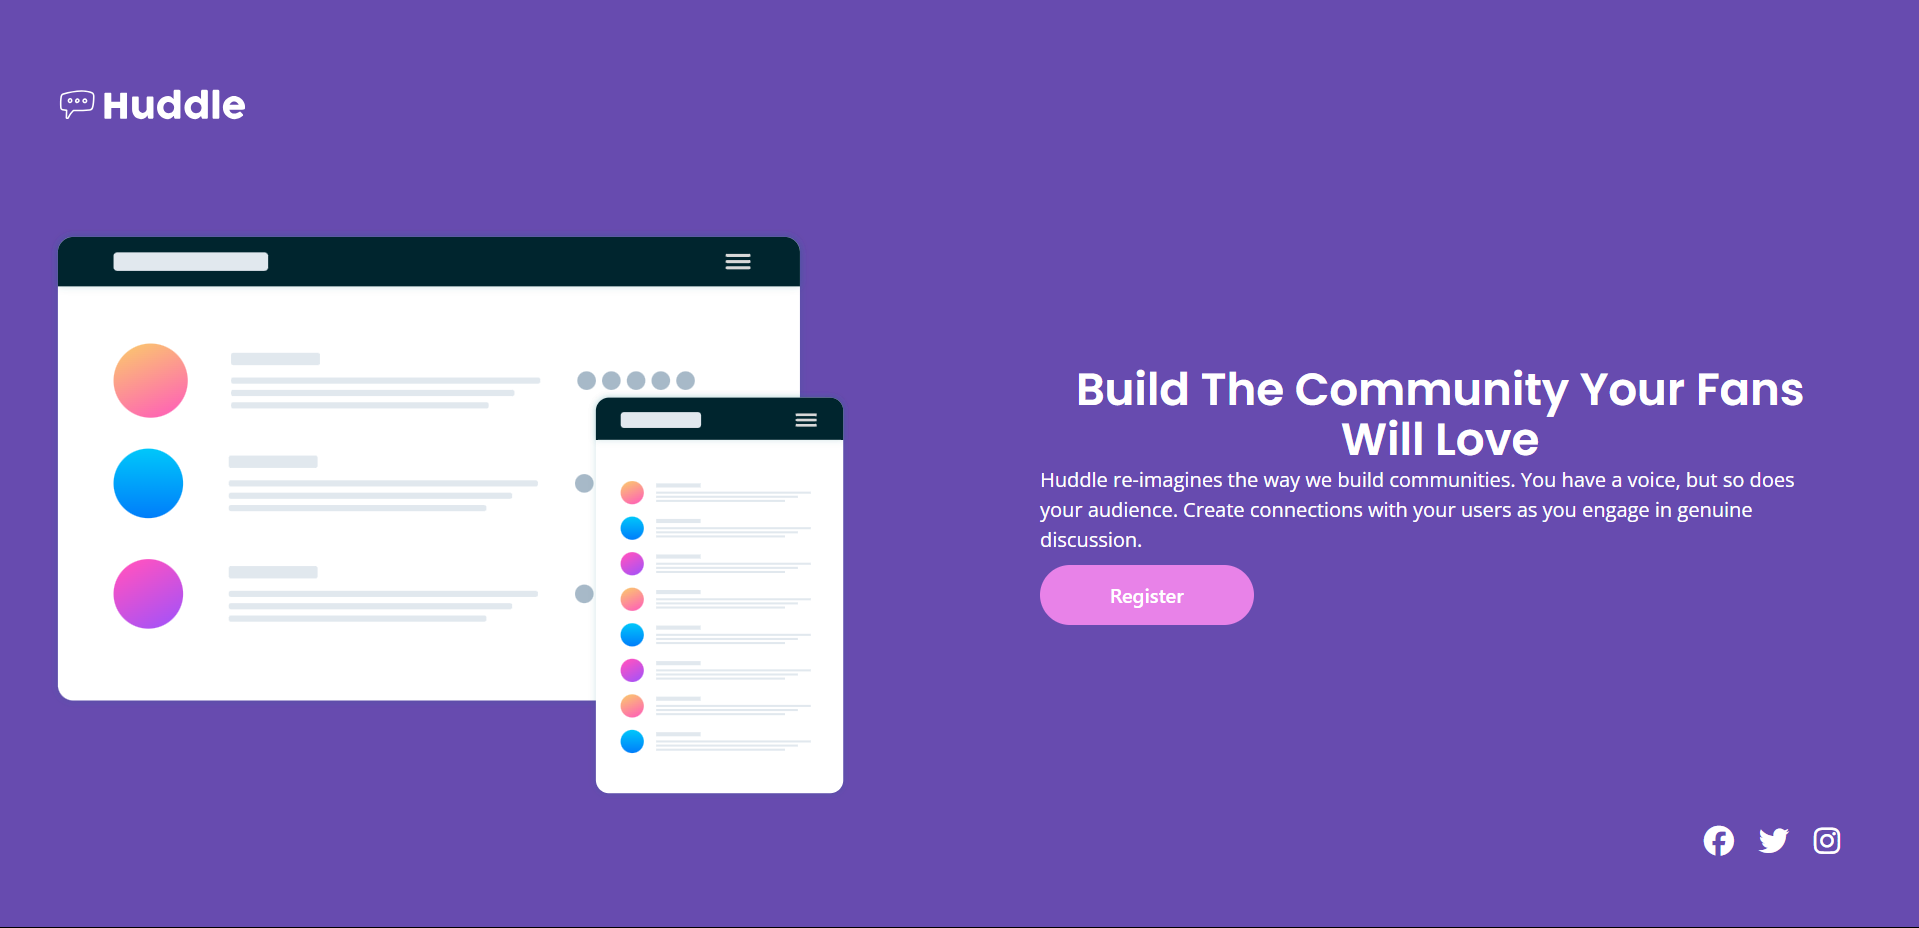 Huddle
Build The Community Your Fans
Will Love
Huddle re-imagines the way we build communities. You have a voice, but so does
your audience. Create connections with your users as you engage in genuine
discussion.
Register